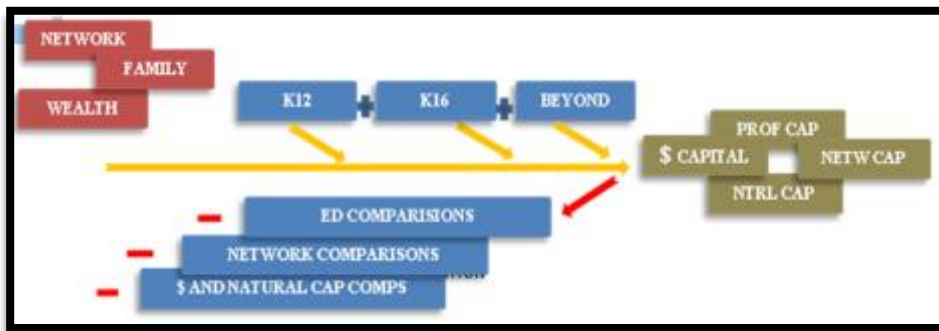 NETWORK
FAMILY
WEALTH
K12 + K16 + BEYOND
PROF CAP
$ CAPITAL
NETW CAP
NTRL CAP
ED COMPARISIONS
NETWORK COMPARISONS
$ AND NATURAL CAP COMPS